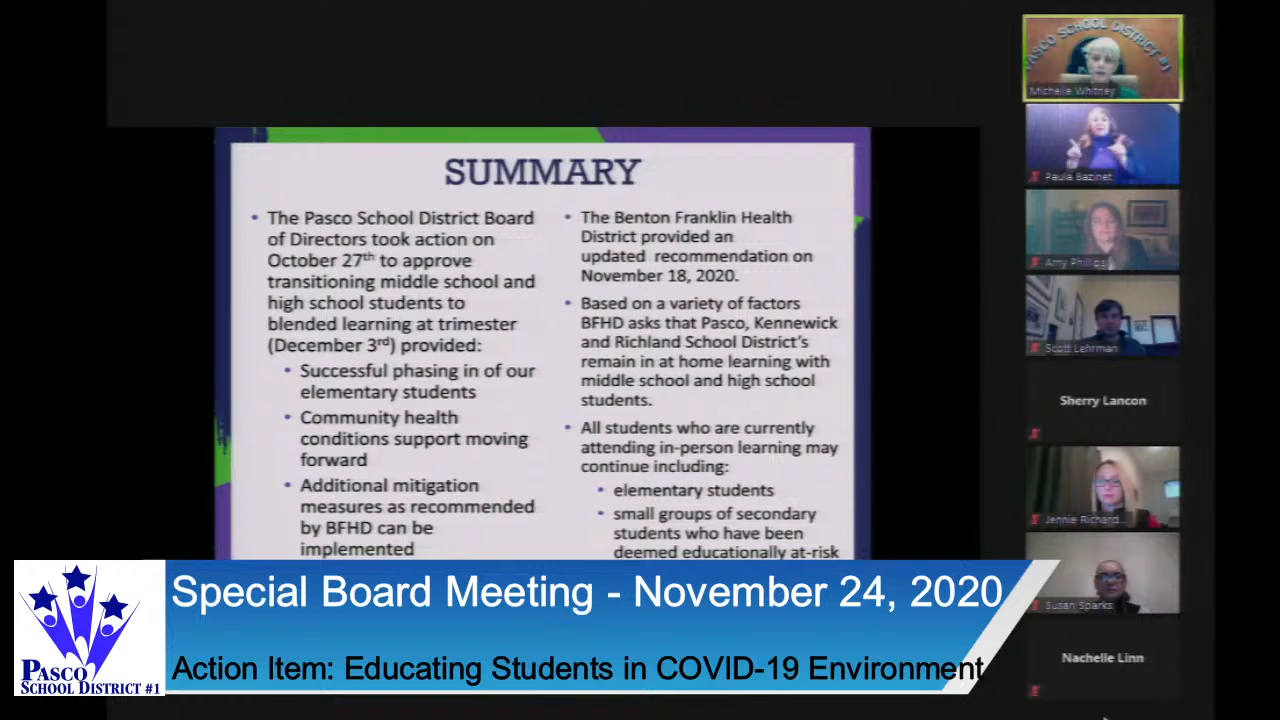 SUMMARY
• The Pasco School District Board
of Directors took action on
October 27th to approve
transitioning middle school and
high school students to
blended learning at trimester
(December 3rd) provided:
• Successful phasing in of our
elementary students
• Community health
conditions support moving
forward
• Additional mitigation
measures as recommended
by BFHD can be
implemented
• The Benton Franklin Health
District provided an
updated recommendation on
November 18, 2020.
• Based on a variety of factors
BFHD asks that Pasco, Kennewick
and Richland School District's
remain in at home learning with
middle school and high school
students.
• All students who are currently
attending in-person learning may
continue including:
• elementary students
• small groups of secondary
students who have been
deemed educationally at-risk
PASCO SCHOOL DISTRICT #1
Michelle Whitney
Paula Bazinet
Amy Phillips
Scott Lehrman
Sherry Lancon
Jennie Richard...
Susan Sparks
Nachelle Linn
PASCO
SCHOOL DISTRICT #1
Special Board Meeting - November 24, 2020
Action Item: Educating Students in COVID-19 Environment